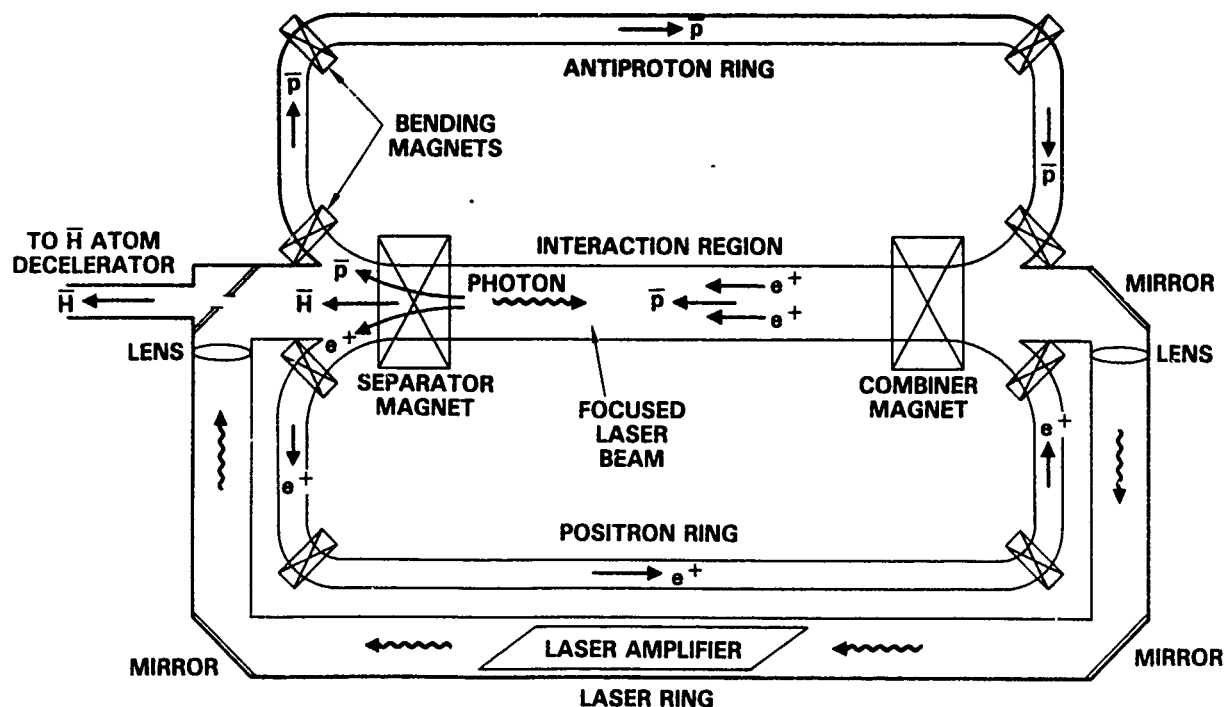 p̅
ANTIPROTON RING
p̅
BENDING
MAGNETS
p̅
TO H̅ ATOM
DECELERATOR
INTERACTION REGION
p̅
PHOTON
e+
MIRROR
H̅
H̅
p̅
e+
e+
LENS
LENS
SEPARATOR
MAGNET
COMBINER
MAGNET
FOCUSED
LASER
BEAM
e+
e+
POSITRON RING
e+
LASER AMPLIFIER
MIRROR
MIRROR
LASER RING